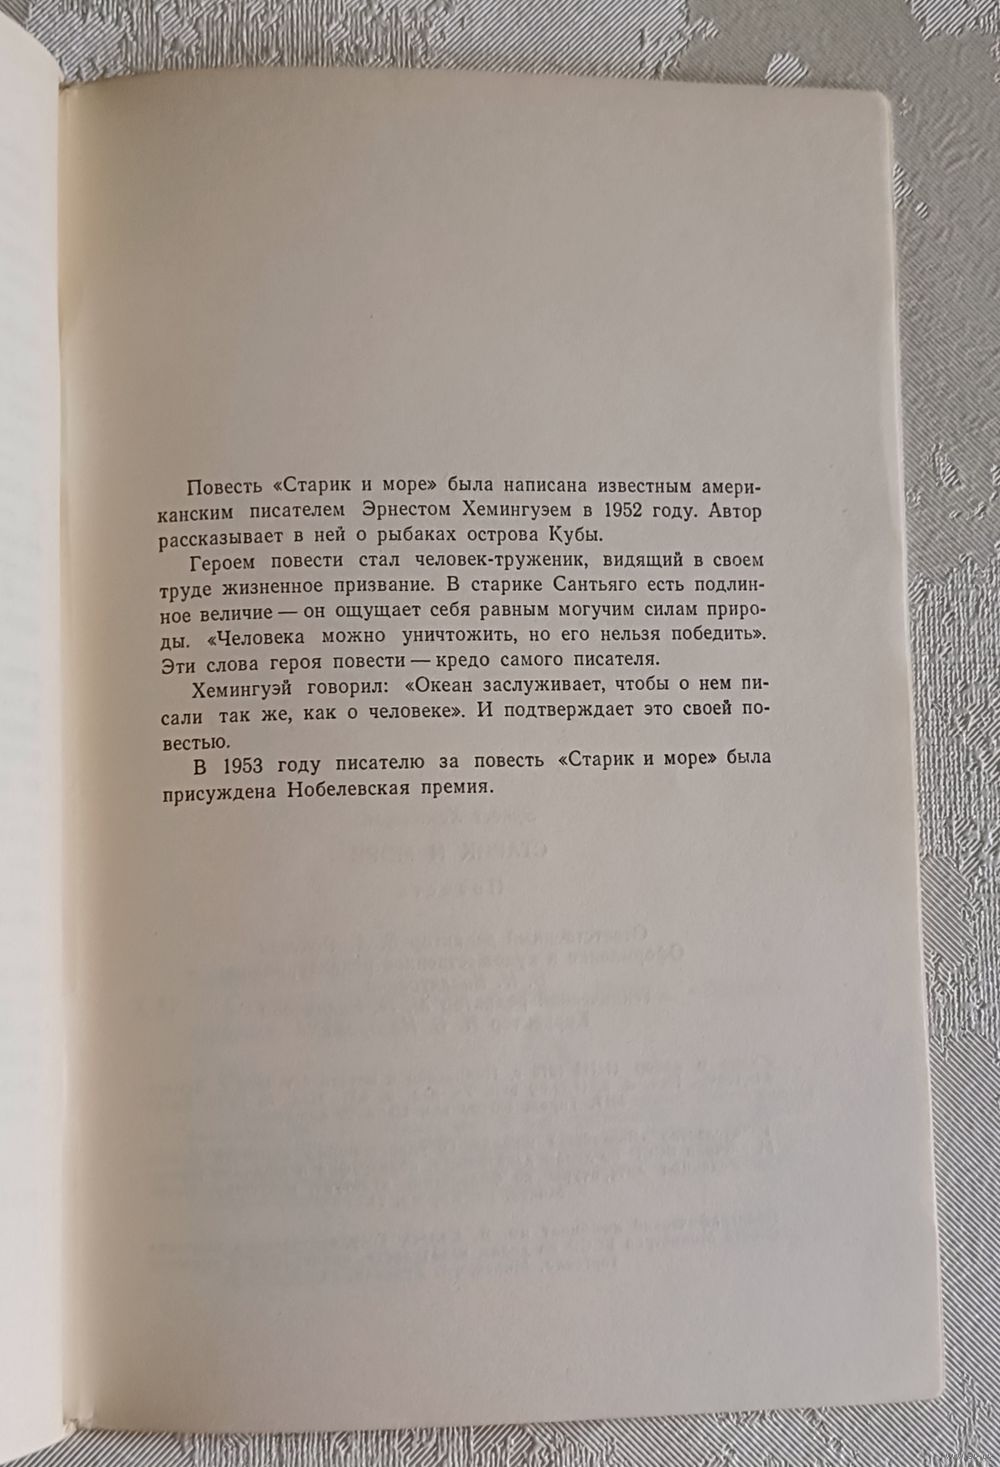 Повесть «Старик и море» была написана известным амери-
канским писателем Эрнестом Хемингуэем в 1952 году. Автор
рассказывает в ней о рыбаках острова Кубы.
Героем повести стал человек-труженик, видящий в своем
труде жизненное призвание. В старике Сантьяго есть подлин-
ное величие — он ощущает себя равным могучим силам приро-
ды. «Человека можно уничтожить, но его нельзя победить».
Эти слова героя повести — кредо самого писателя.
Хемингуэй говорил: «Океан заслуживает, чтобы о нем пи-
сали так же, как о человеке». И подтверждает это своей по-
вестью.
В 1953 году писателю за повесть «Старик и море» была
присуждена Нобелевская премия.